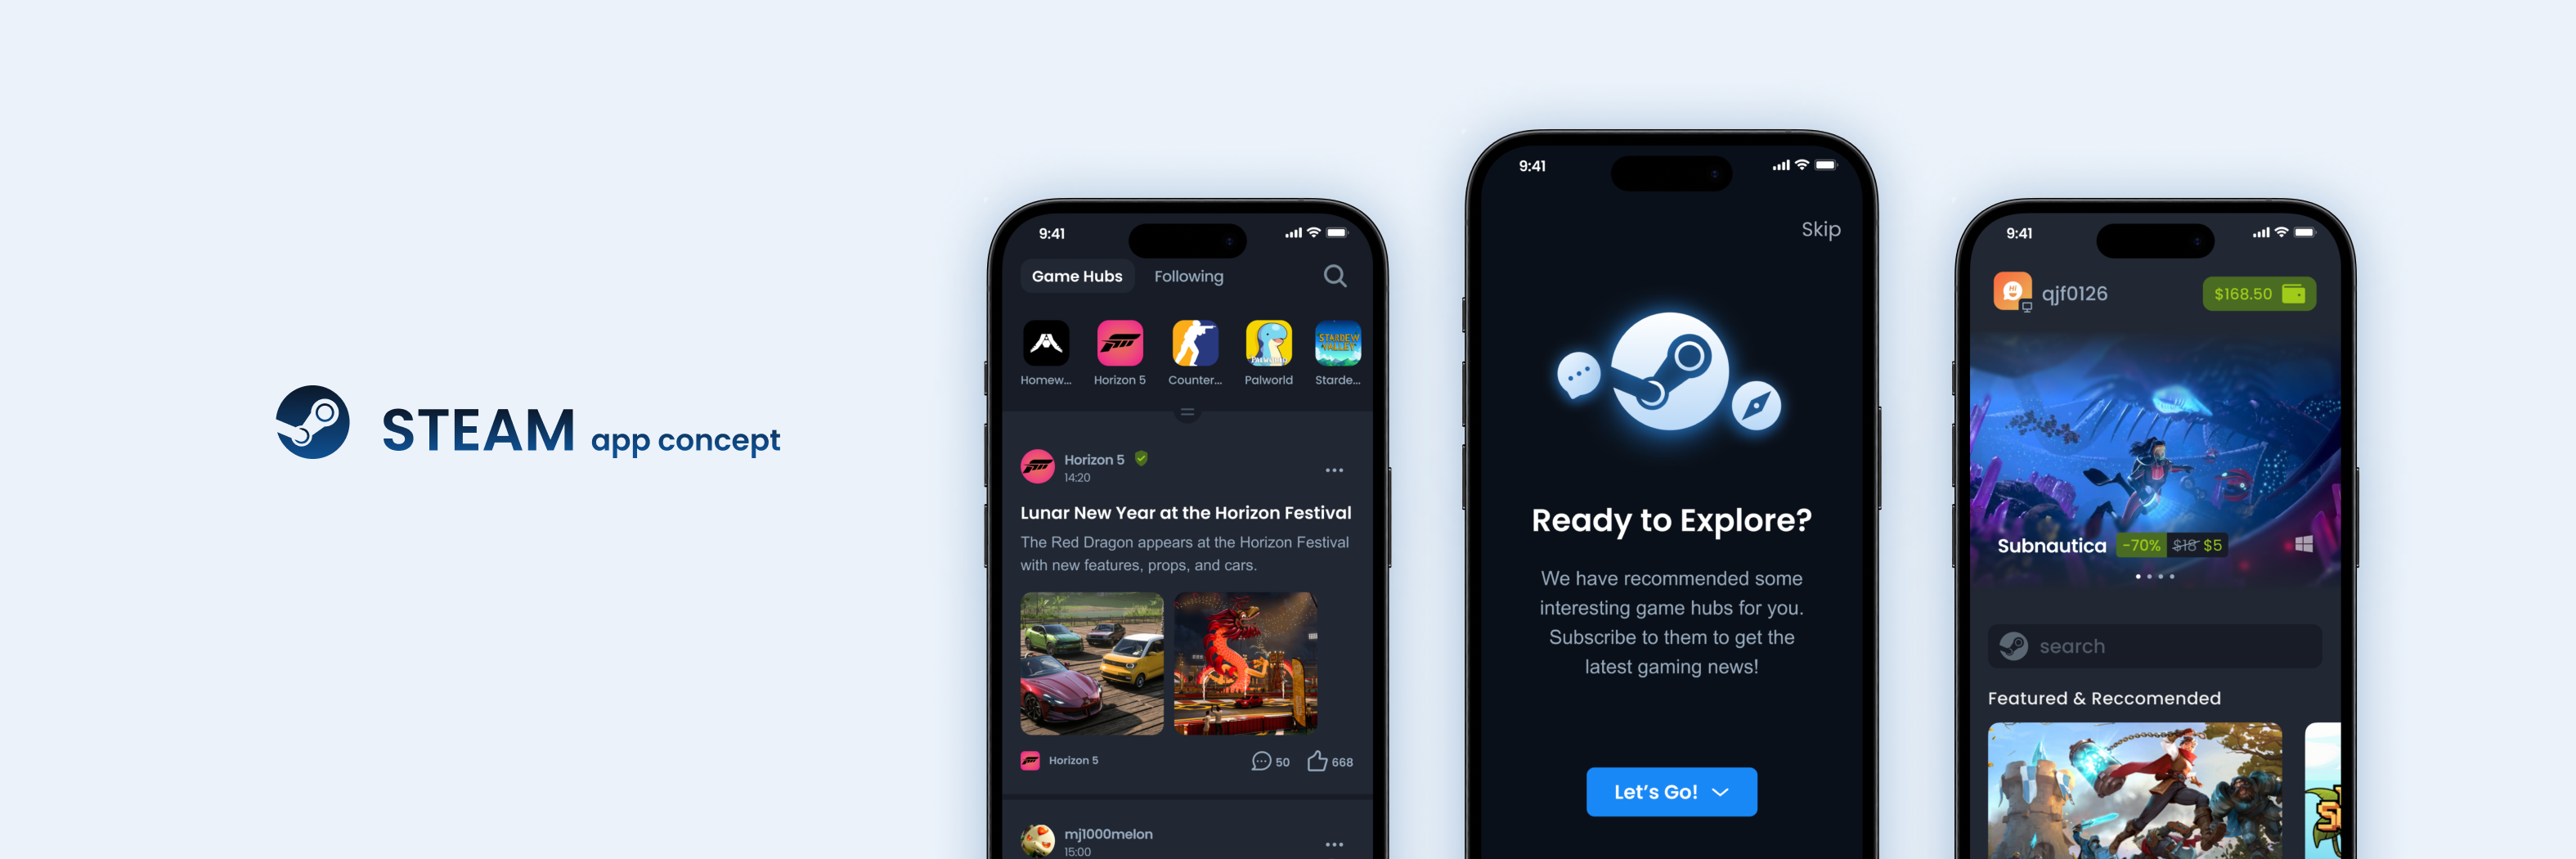 STEAM app concept
9:41
Game Hubs Following
PALWORLD
STARDEW VALLEY
Homew... Horizon 5 Counter... Palworld Starde...
Horizon 5
14:20
Lunar New Year at the Horizon Festival
The Red Dragon appears at the Horizon Festival
with new features, props, and cars.
Horizon 5 50 668
mj1000melon
15:00
9:41
Skip
Ready to Explore?
We have recommended some
interesting game hubs for you.
Subscribe to them to get the
latest gaming news!
Let's Go!
9:41
Hi
qjf0126 $168.50
Subnautica -70% $18 $5
search
Featured & Reccomended